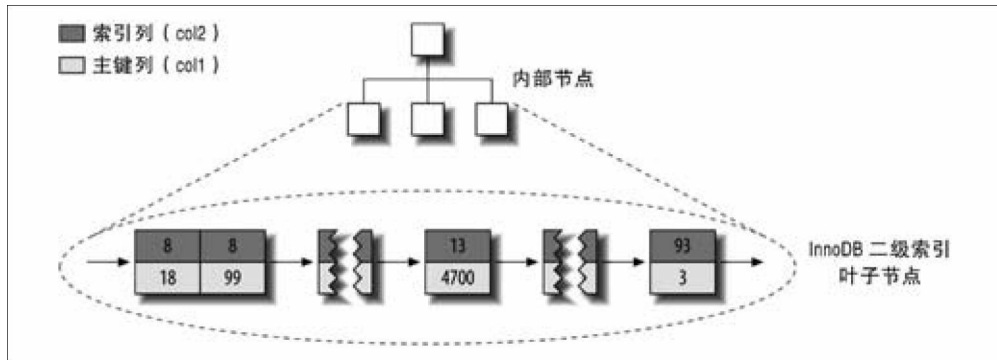 索引列（col2）
主键列（col1）
内部节点
8 8 13 93
18 99 4700 3
InnoDB 二级索引
叶子节点